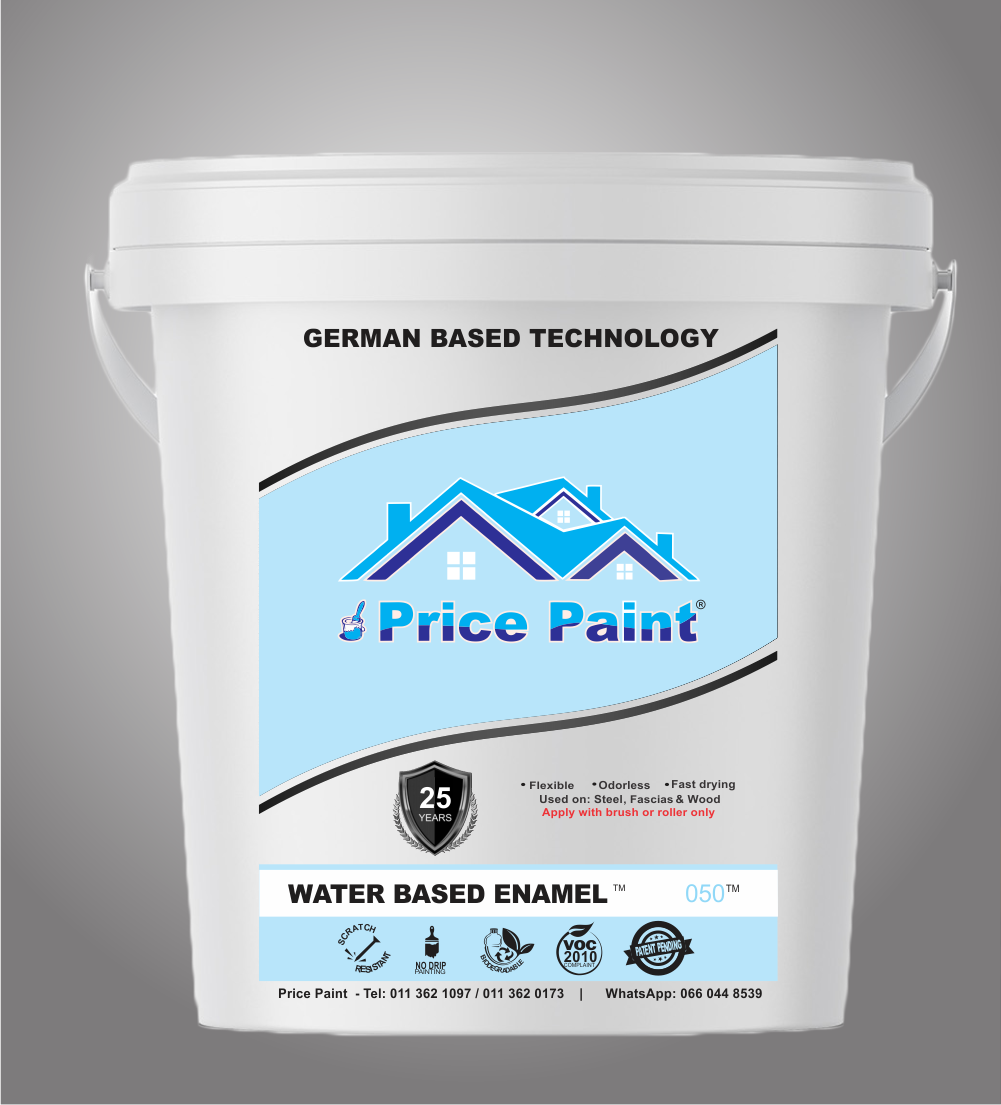 GERMAN BASED TECHNOLOGY
Price Paint®
25
YEARS
• Flexible • Odorless • Fast drying
Used on: Steel, Fascias & Wood
Apply with brush or roller only
WATER BASED ENAMEL™ 050™
SCRATCH
RESISTANT
NO DRIP
PAINTING
BIODEGRADABLE
VOC
2010
COMPLAINT
PATENT PENDING
Price Paint - Tel: 011 362 1097 / 011 362 0173 | WhatsApp: 066 044 8539